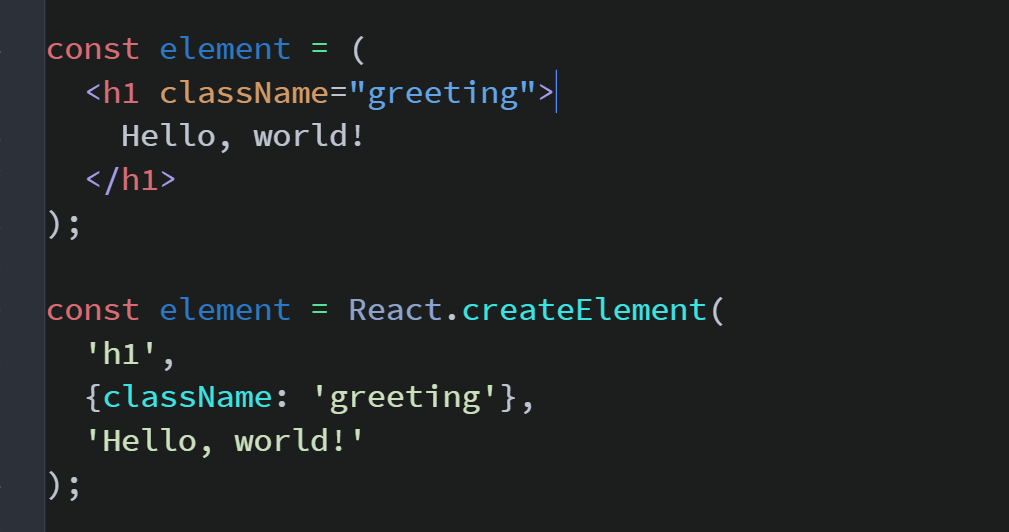 const element = (
  <h1 className="greeting">
    Hello, world!
  </h1>
);

const element = React.createElement(
  'h1',
  {className: 'greeting'},
  'Hello, world!'
);